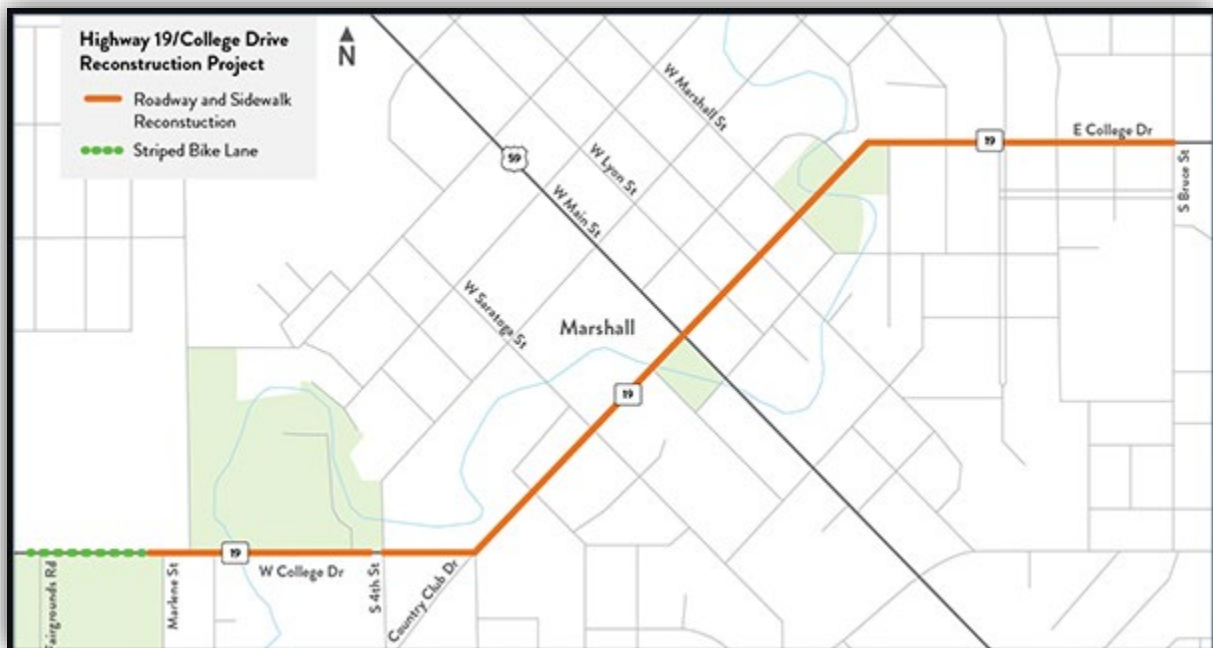 Highway 19/College Drive
Reconstruction Project
N
Roadway and Sidewalk
Reconstuction
Striped Bike Lane
W Marshall St
19
E College Dr
59
W Lyon St
S Bruce St
W Main St
W Saratoga St
Marshall
19
19
W College Dr
Fairgrounds Rd
Marlene St
S 4th St
Country Club Dr